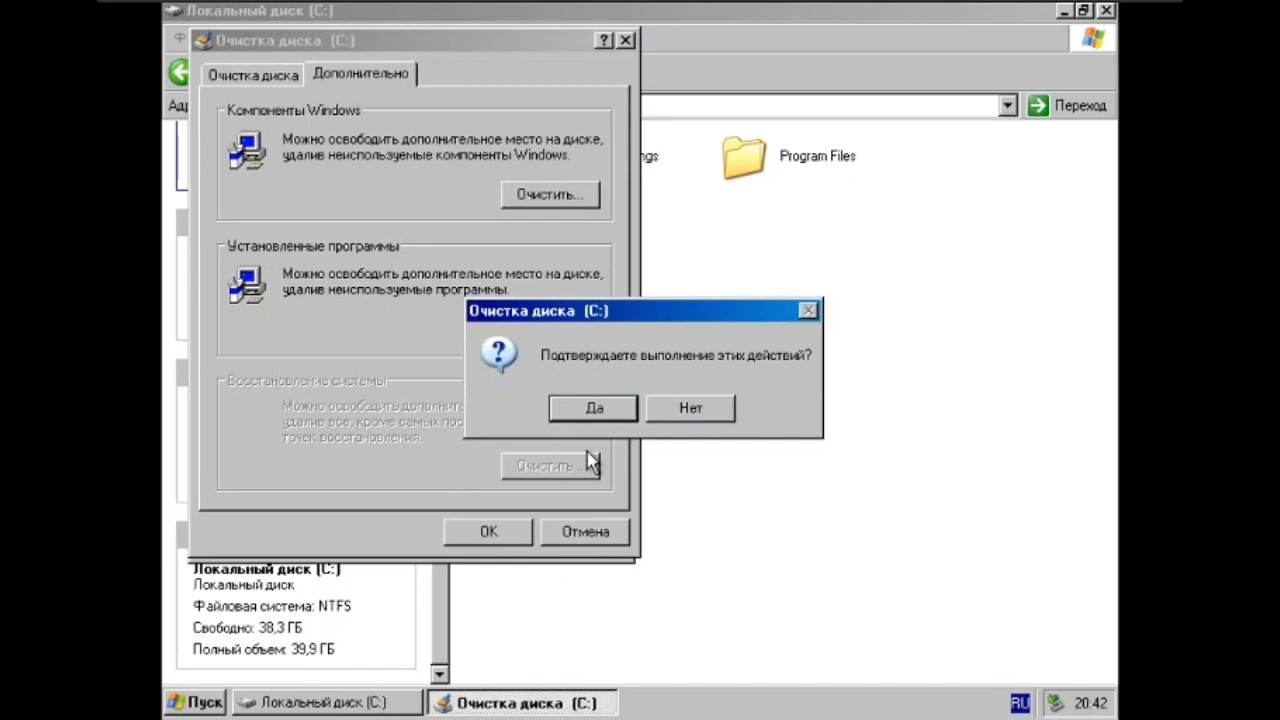 Локальный диск (C:)
Очистка диска (C:)
Очистка диска
Дополнительно
Компоненты Windows
Можно освободить дополнительное место на диске,
удалив неиспользуемые компоненты Windows.
Очистить...
Установленные программы
Можно освободить дополнительное место на диске,
удалив неиспользуемые программы.
Восстановление системы
Можно освободить
удалив все, кроме самых
точек восстановления.
Очистить...
OK
Отмена
Очистка диска (C:)
Подтверждаете выполнение этих действий?
Да
Нет
Переход
Program Files
Локальный диск (C:)
Локальный диск
Файловая система: NTFS
Свободно: 38,3 ГБ
Полный объем: 39,9 ГБ
Пуск
Локальный диск (C:)
Очистка диска (C:)
RU
20:42